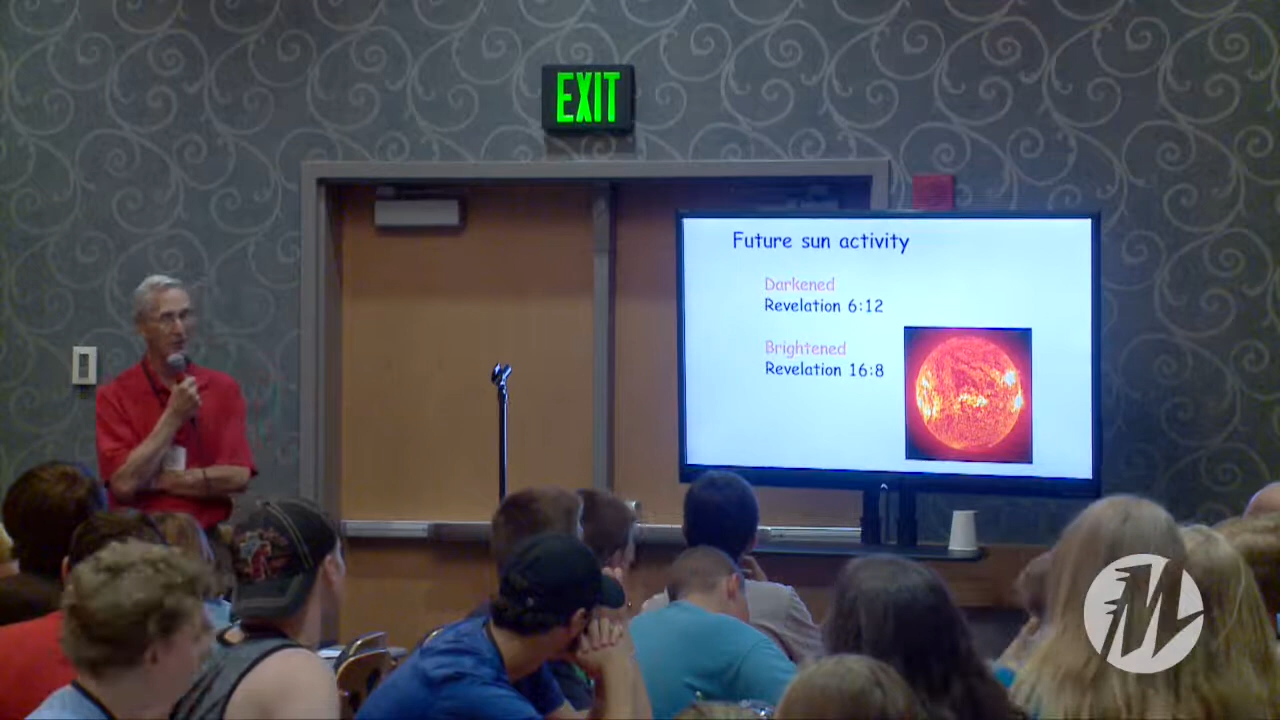 EXIT
Future sun activity
Darkened
Revelation 6:12
Brightened
Revelation 16:8
M